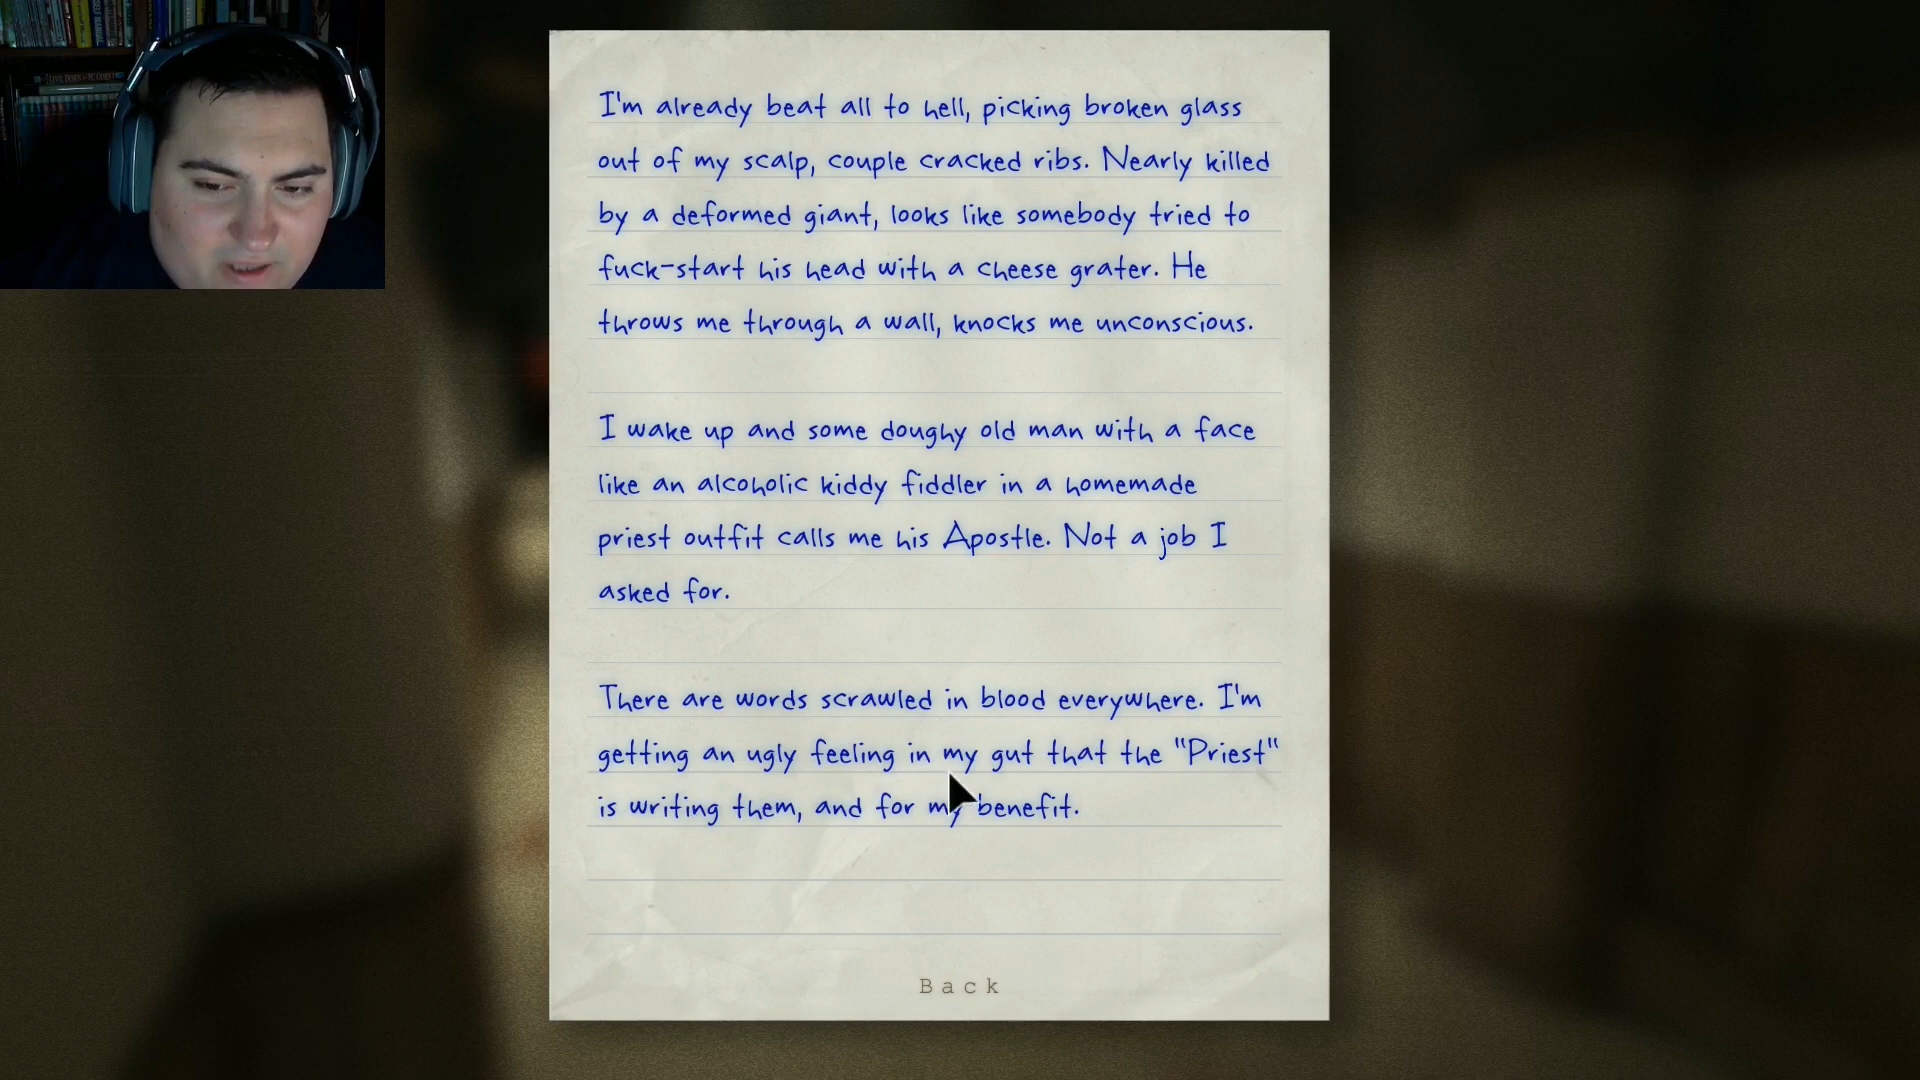 I'm already beat all to hell, picking broken glass
out of my scalp, couple cracked ribs. Nearly killed
by a deformed giant, looks like somebody tried to
fuck-start his head with a cheese grater. He
throws me through a wall, knocks me unconscious.
I wake up and some doughy old man with a face
like an alcoholic kiddy fiddler in a homemade
priest outfit calls me his Apostle. Not a job I
asked for.
There are words scrawled in blood everywhere. I'm
getting an ugly feeling in my gut that the "Priest"
is writing them, and for my benefit.
Back